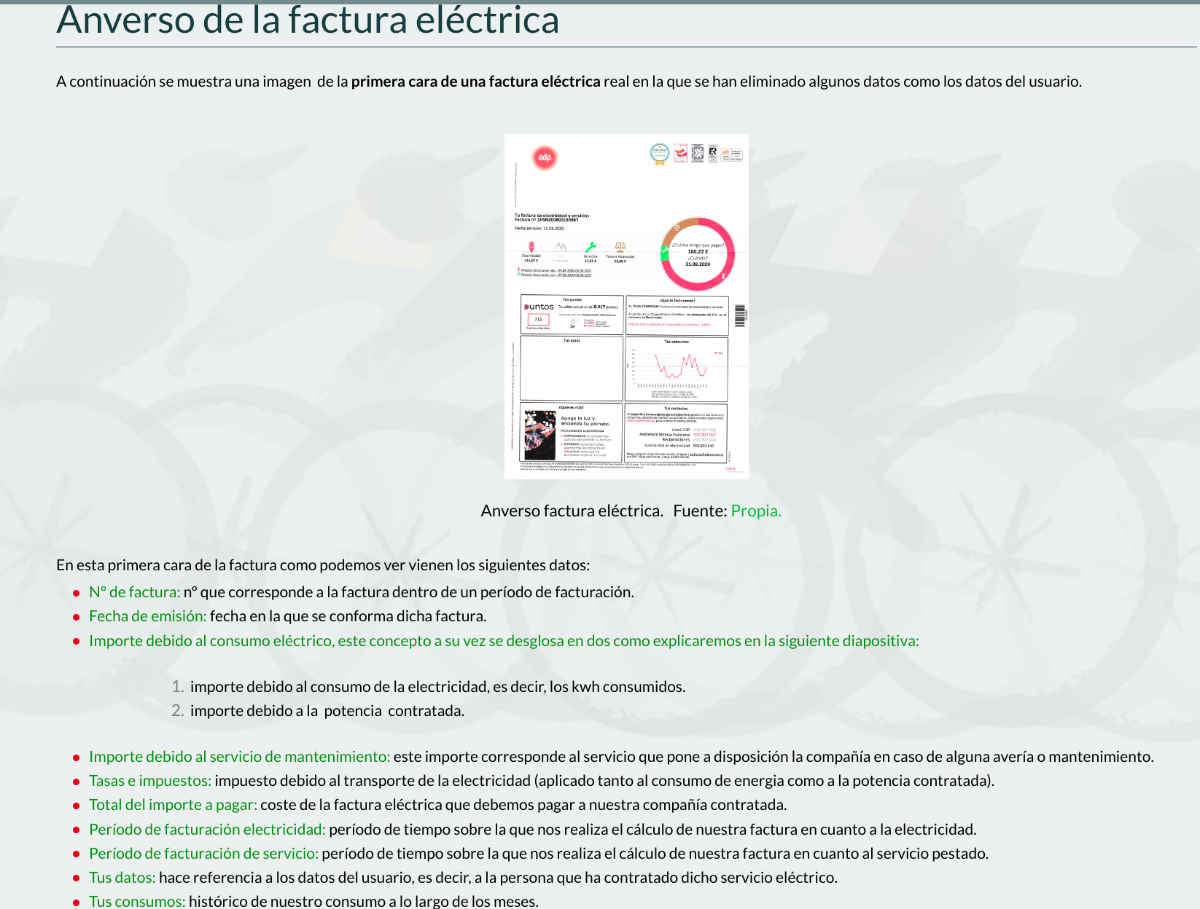 Anverso de la factura eléctrica
A continuación se muestra una imagen de la primera cara de una factura eléctrica real en la que se han eliminado algunos datos como los datos del usuario.
edp
Tu factura de electricidad y servicios
Fecha emisión: 11.06.2020
Electricidad
Servicios
¿Cuánto tengo que pagar?
160,22 €
¿Cuándo?
21.08.2020
Tus puntos
puntos
715
¿Qué te facturamos?
Tus datos
Tus consumos
Apaga la luz y
enciende tu planeta.
Tus contactos
Anverso factura eléctrica. Fuente: Propia.
En esta primera cara de la factura como podemos ver vienen los siguientes datos:
Nº de factura: nº que corresponde a la factura dentro de un período de facturación.
Fecha de emisión: fecha en la que se conforma dicha factura.
Importe debido al consumo eléctrico, este concepto a su vez se desglosa en dos como explicaremos en la siguiente diapositiva:
1. importe debido al consumo de la electricidad, es decir, los kwh consumidos.
2. importe debido a la potencia contratada.
Importe debido al servicio de mantenimiento: este importe corresponde al servicio que pone a disposición la compañía en caso de alguna avería o mantenimiento.
Tasas e impuestos: impuesto debido al transporte de la electricidad (aplicado tanto al consumo de energia como a la potencia contratada).
Total del importe a pagar: coste de la factura eléctrica que debemos pagar a nuestra compañía contratada.
Período de facturación electricidad: período de tiempo sobre la que nos realiza el cálculo de nuestra factura en cuanto a la electricidad.
Período de facturación de servicio: período de tiempo sobre la que nos realiza el cálculo de nuestra factura en cuanto al servicio pestado.
Tus datos: hace referencia a los datos del usuario, es decir, a la persona que ha contratado dicho servicio eléctrico.
Tus consumos: histórico de nuestro consumo a lo largo de los meses.